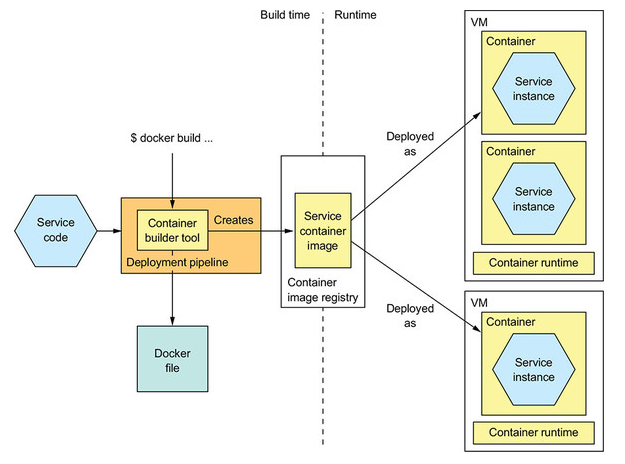 Build time
Runtime
VM
Container
Service
instance
Service
instance
Container runtime
$ docker build ...
Deployed
as
Service
code
Container
builder tool
Creates
Deployment pipeline
Service
container
image
Container
image registry
Docker
file
Deployed
as
VM
Container
Service
instance
Container runtime